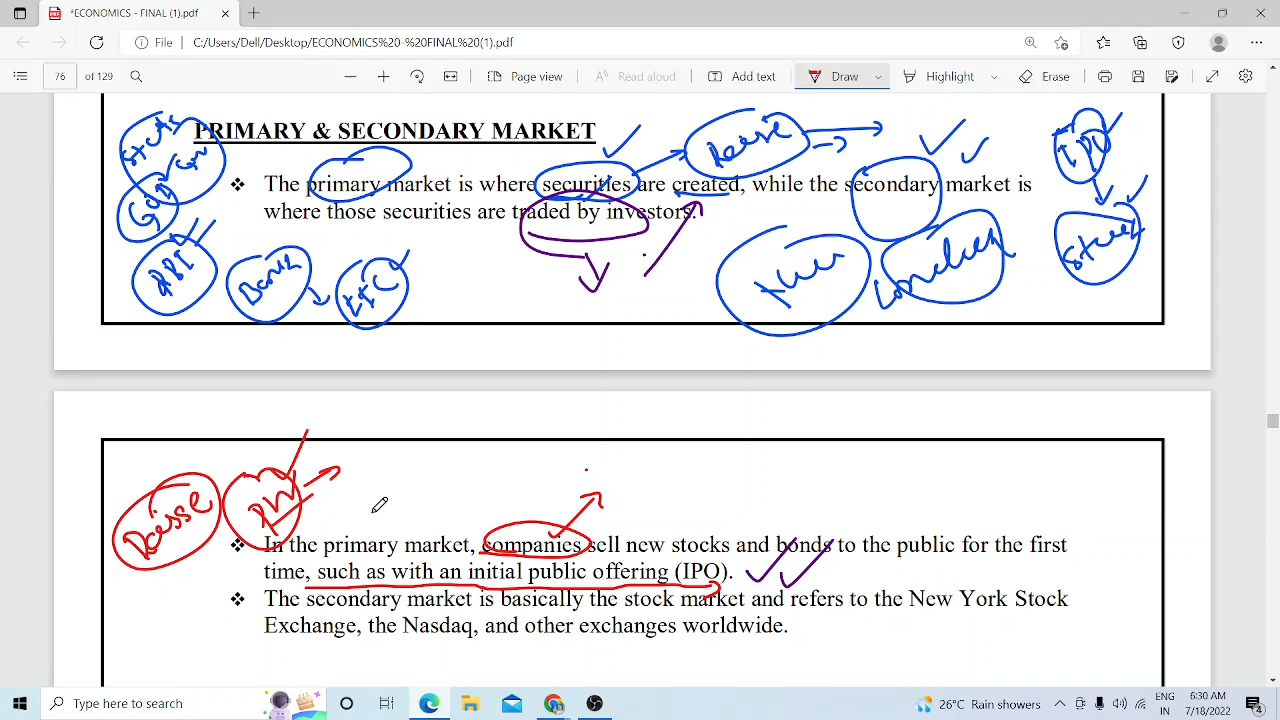 *ECONOMICS - FINAL (1).pdf
File C:/Users/Dell/Desktop/ECONOMICS%20-%20FINAL%20(1).pdf
76 of 129 Page view Read aloud Add text Draw Highlight Erase
PRIMARY & SECONDARY MARKET
IPO
❖ The primary market is where securities are created, while the secondary market is
where those securities are traded by investors.
RBI Bank
❖ In the primary market, companies sell new stocks and bonds to the public for the first
time, such as with an initial public offering (IPO).
❖ The secondary market is basically the stock market and refers to the New York Stock
Exchange, the Nasdaq, and other exchanges worldwide.
Type here to search 26°C Rain showers ENG IN 6:30 AM 7/18/2022 4